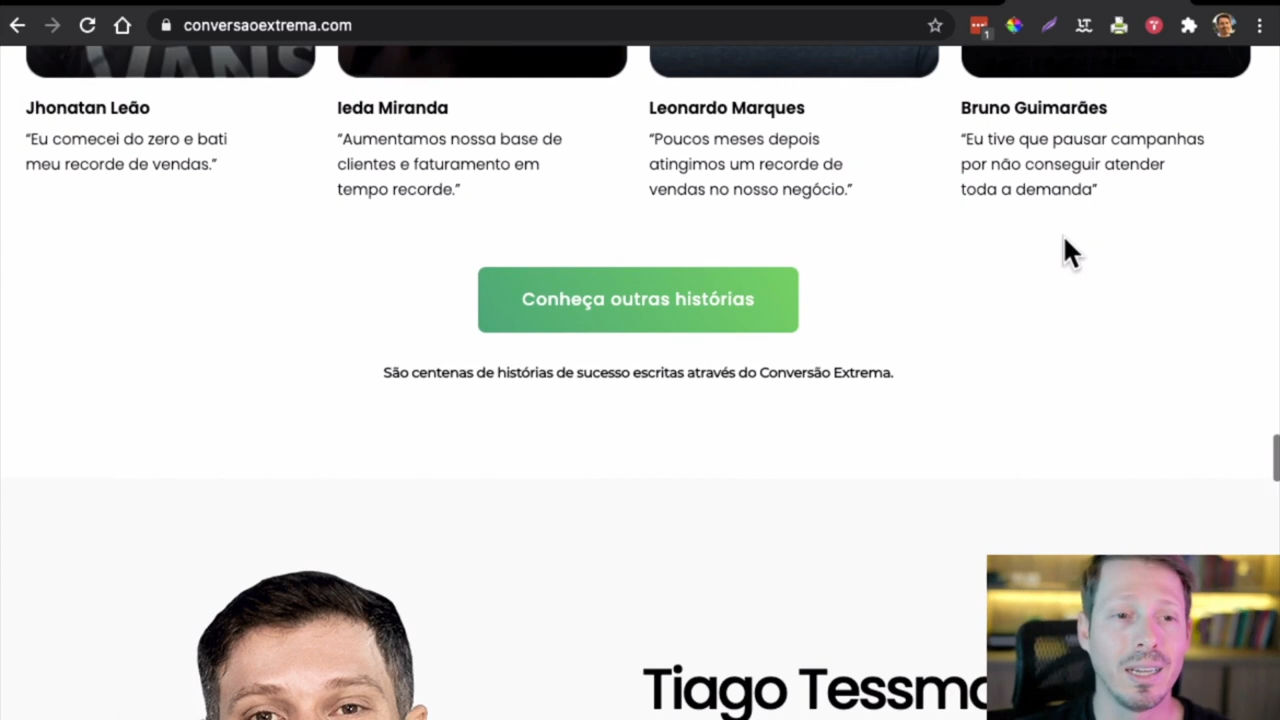 conversaoextrema.com
1
VANS
Jhonatan Leão
“Eu comecei do zero e bati
meu recorde de vendas.”
Ieda Miranda
“Aumentamos nossa base de
clientes e faturamento em
tempo recorde.”
Leonardo Marques
“Poucos meses depois
atingimos um recorde de
vendas no nosso negócio.”
Bruno Guimarães
“Eu tive que pausar campanhas
por não conseguir atender
toda a demanda”
Conheça outras histórias
São centenas de histórias de sucesso escritas através do Conversão Extrema.
Tiago Tessma